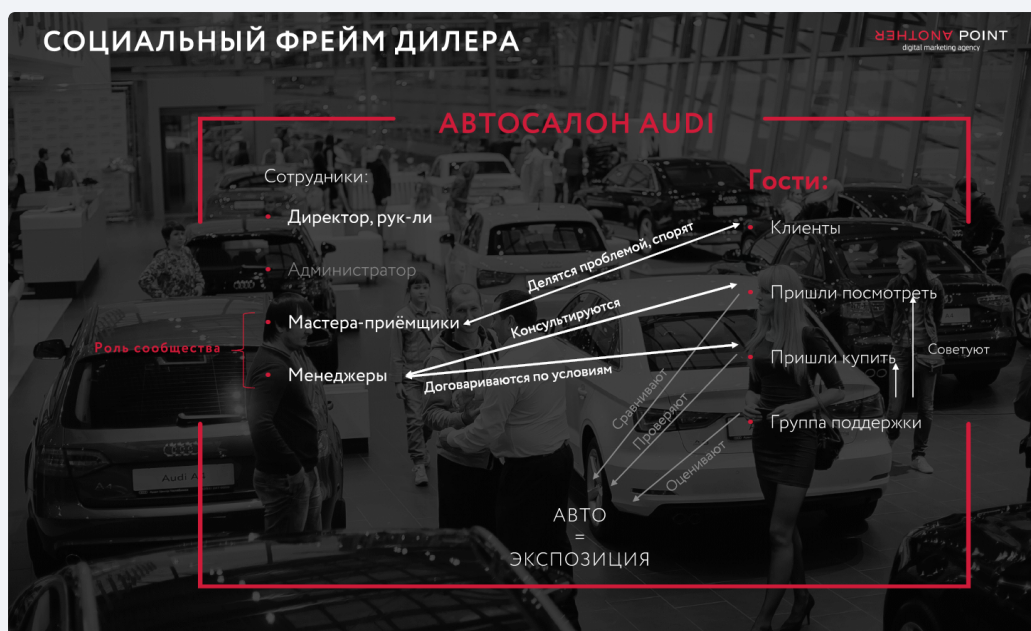 СОЦИАЛЬНЫЙ ФРЕЙМ ДИЛЕРА
ANOTHER POINT
digital marketing agency
АВТОСАЛОН AUDI
Сотрудники:
Директор, рук-ли
Администратор
Мастера-приёмщики
Менеджеры
Роль сообщества
Делятся проблемой, спорят
Консультируются
Договариваются по условиям
Гости:
Клиенты
Пришли посмотреть
Пришли купить
Группа поддержки
Советуют
Сравнивают
Проверяют
Оценивают
АВТО
=
ЭКСПОЗИЦИЯ